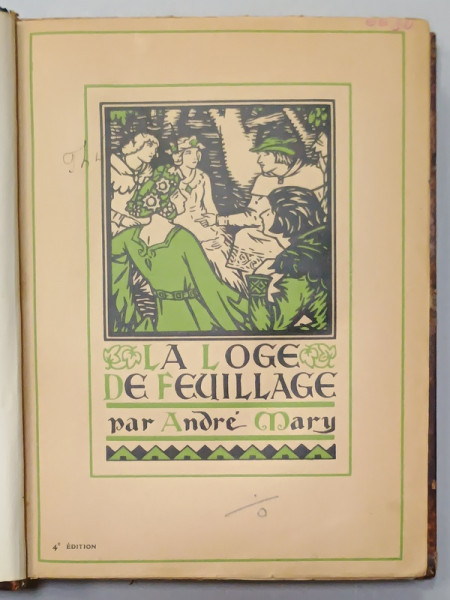 LA LOGE
DE FEUILLAGE
par André Mary
4ᵉ ÉDITION